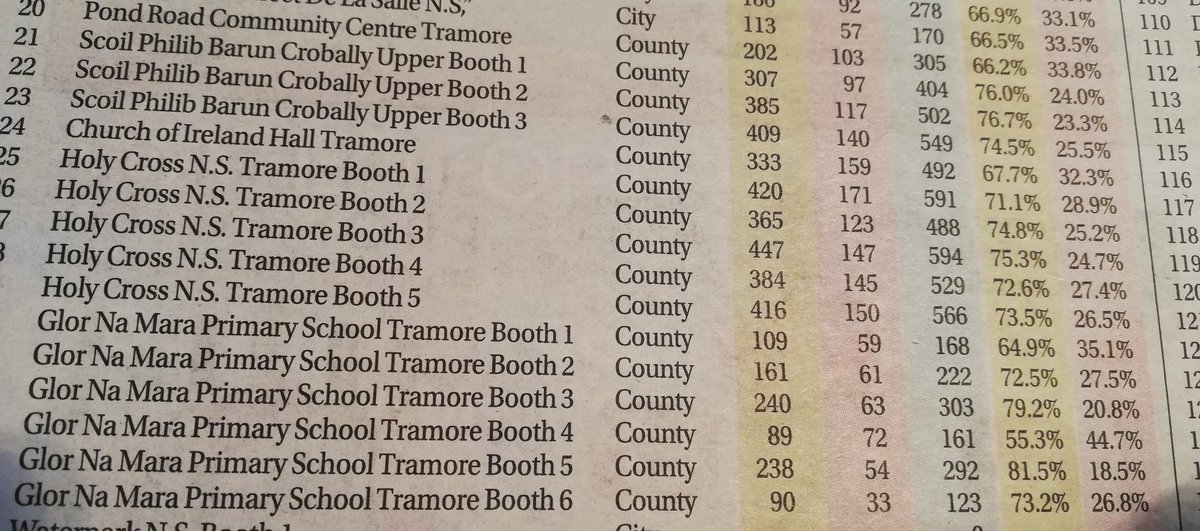 92 278 66.9% 33.1% 110
De La Salle N.S," City 113 57 170 66.5% 33.5% 111
20 Pond Road Community Centre Tramore County 202 103 305 66.2% 33.8% 112
21 Scoil Philib Barun Crobally Upper Booth 1 County 307 97 404 76.0% 24.0% 113
22 Scoil Philib Barun Crobally Upper Booth 2 County 385 117 502 76.7% 23.3% 114
23 Scoil Philib Barun Crobally Upper Booth 3 County 409 140 549 74.5% 25.5% 115
24 Church of Ireland Hall Tramore County 333 159 492 67.7% 32.3% 116
25 Holy Cross N.S. Tramore Booth 1 County 420 171 591 71.1% 28.9% 117
6 Holy Cross N.S. Tramore Booth 2 County 365 123 488 74.8% 25.2% 118
7 Holy Cross N.S. Tramore Booth 3 County 447 147 594 75.3% 24.7% 119
Holy Cross N.S. Tramore Booth 4 County 384 145 529 72.6% 27.4% 120
Holy Cross N.S. Tramore Booth 5 County 416 150 566 73.5% 26.5% 12
Glor Na Mara Primary School Tramore Booth 1 County 109 59 168 64.9% 35.1% 12
Glor Na Mara Primary School Tramore Booth 2 County 161 61 222 72.5% 27.5% 12
Glor Na Mara Primary School Tramore Booth 3 County 240 63 303 79.2% 20.8% 1
Glor Na Mara Primary School Tramore Booth 4 County 89 72 161 55.3% 44.7% 1
Glor Na Mara Primary School Tramore Booth 5 County 238 54 292 81.5% 18.5%
Glor Na Mara Primary School Tramore Booth 6 County 90 33 123 73.2% 26.8%
Watermark N.S. Booth 1 City